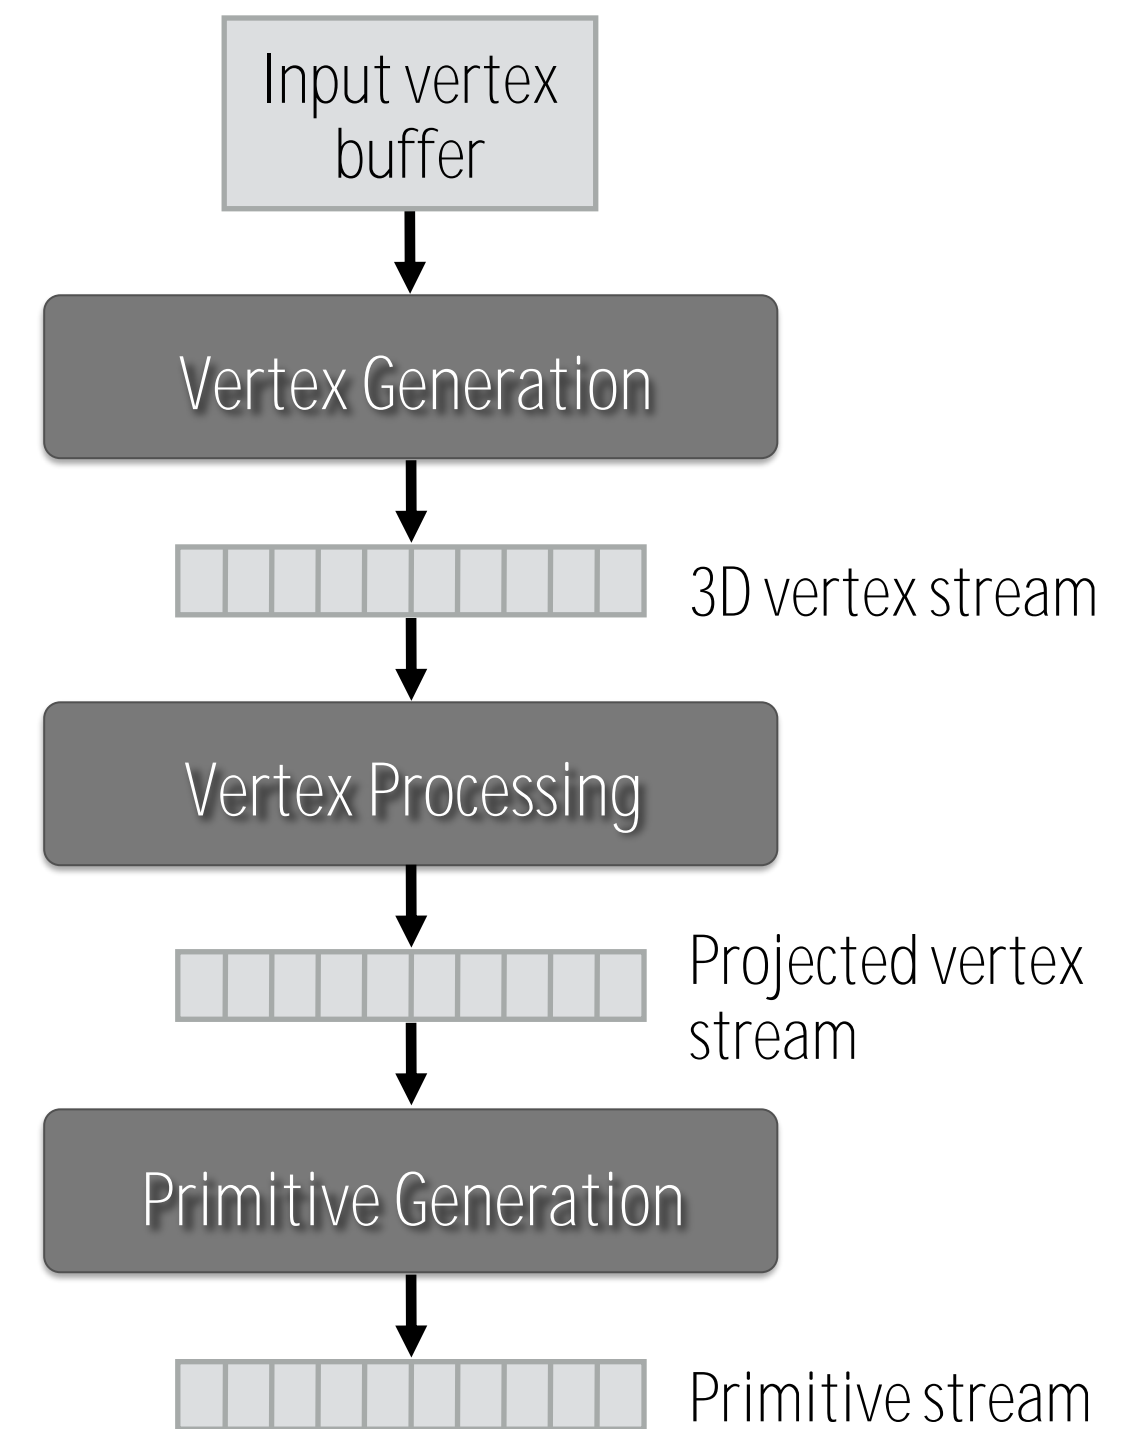 Input vertex
buffer
Vertex Generation
3D vertex stream
Vertex Processing
Projected vertex
stream
Primitive Generation
Primitive stream